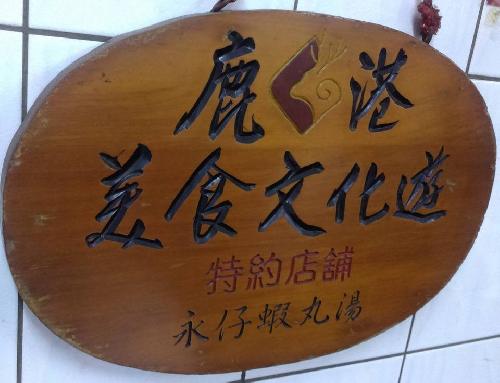 鹿港
美食文化遊
特約店舖
永仔蝦丸湯